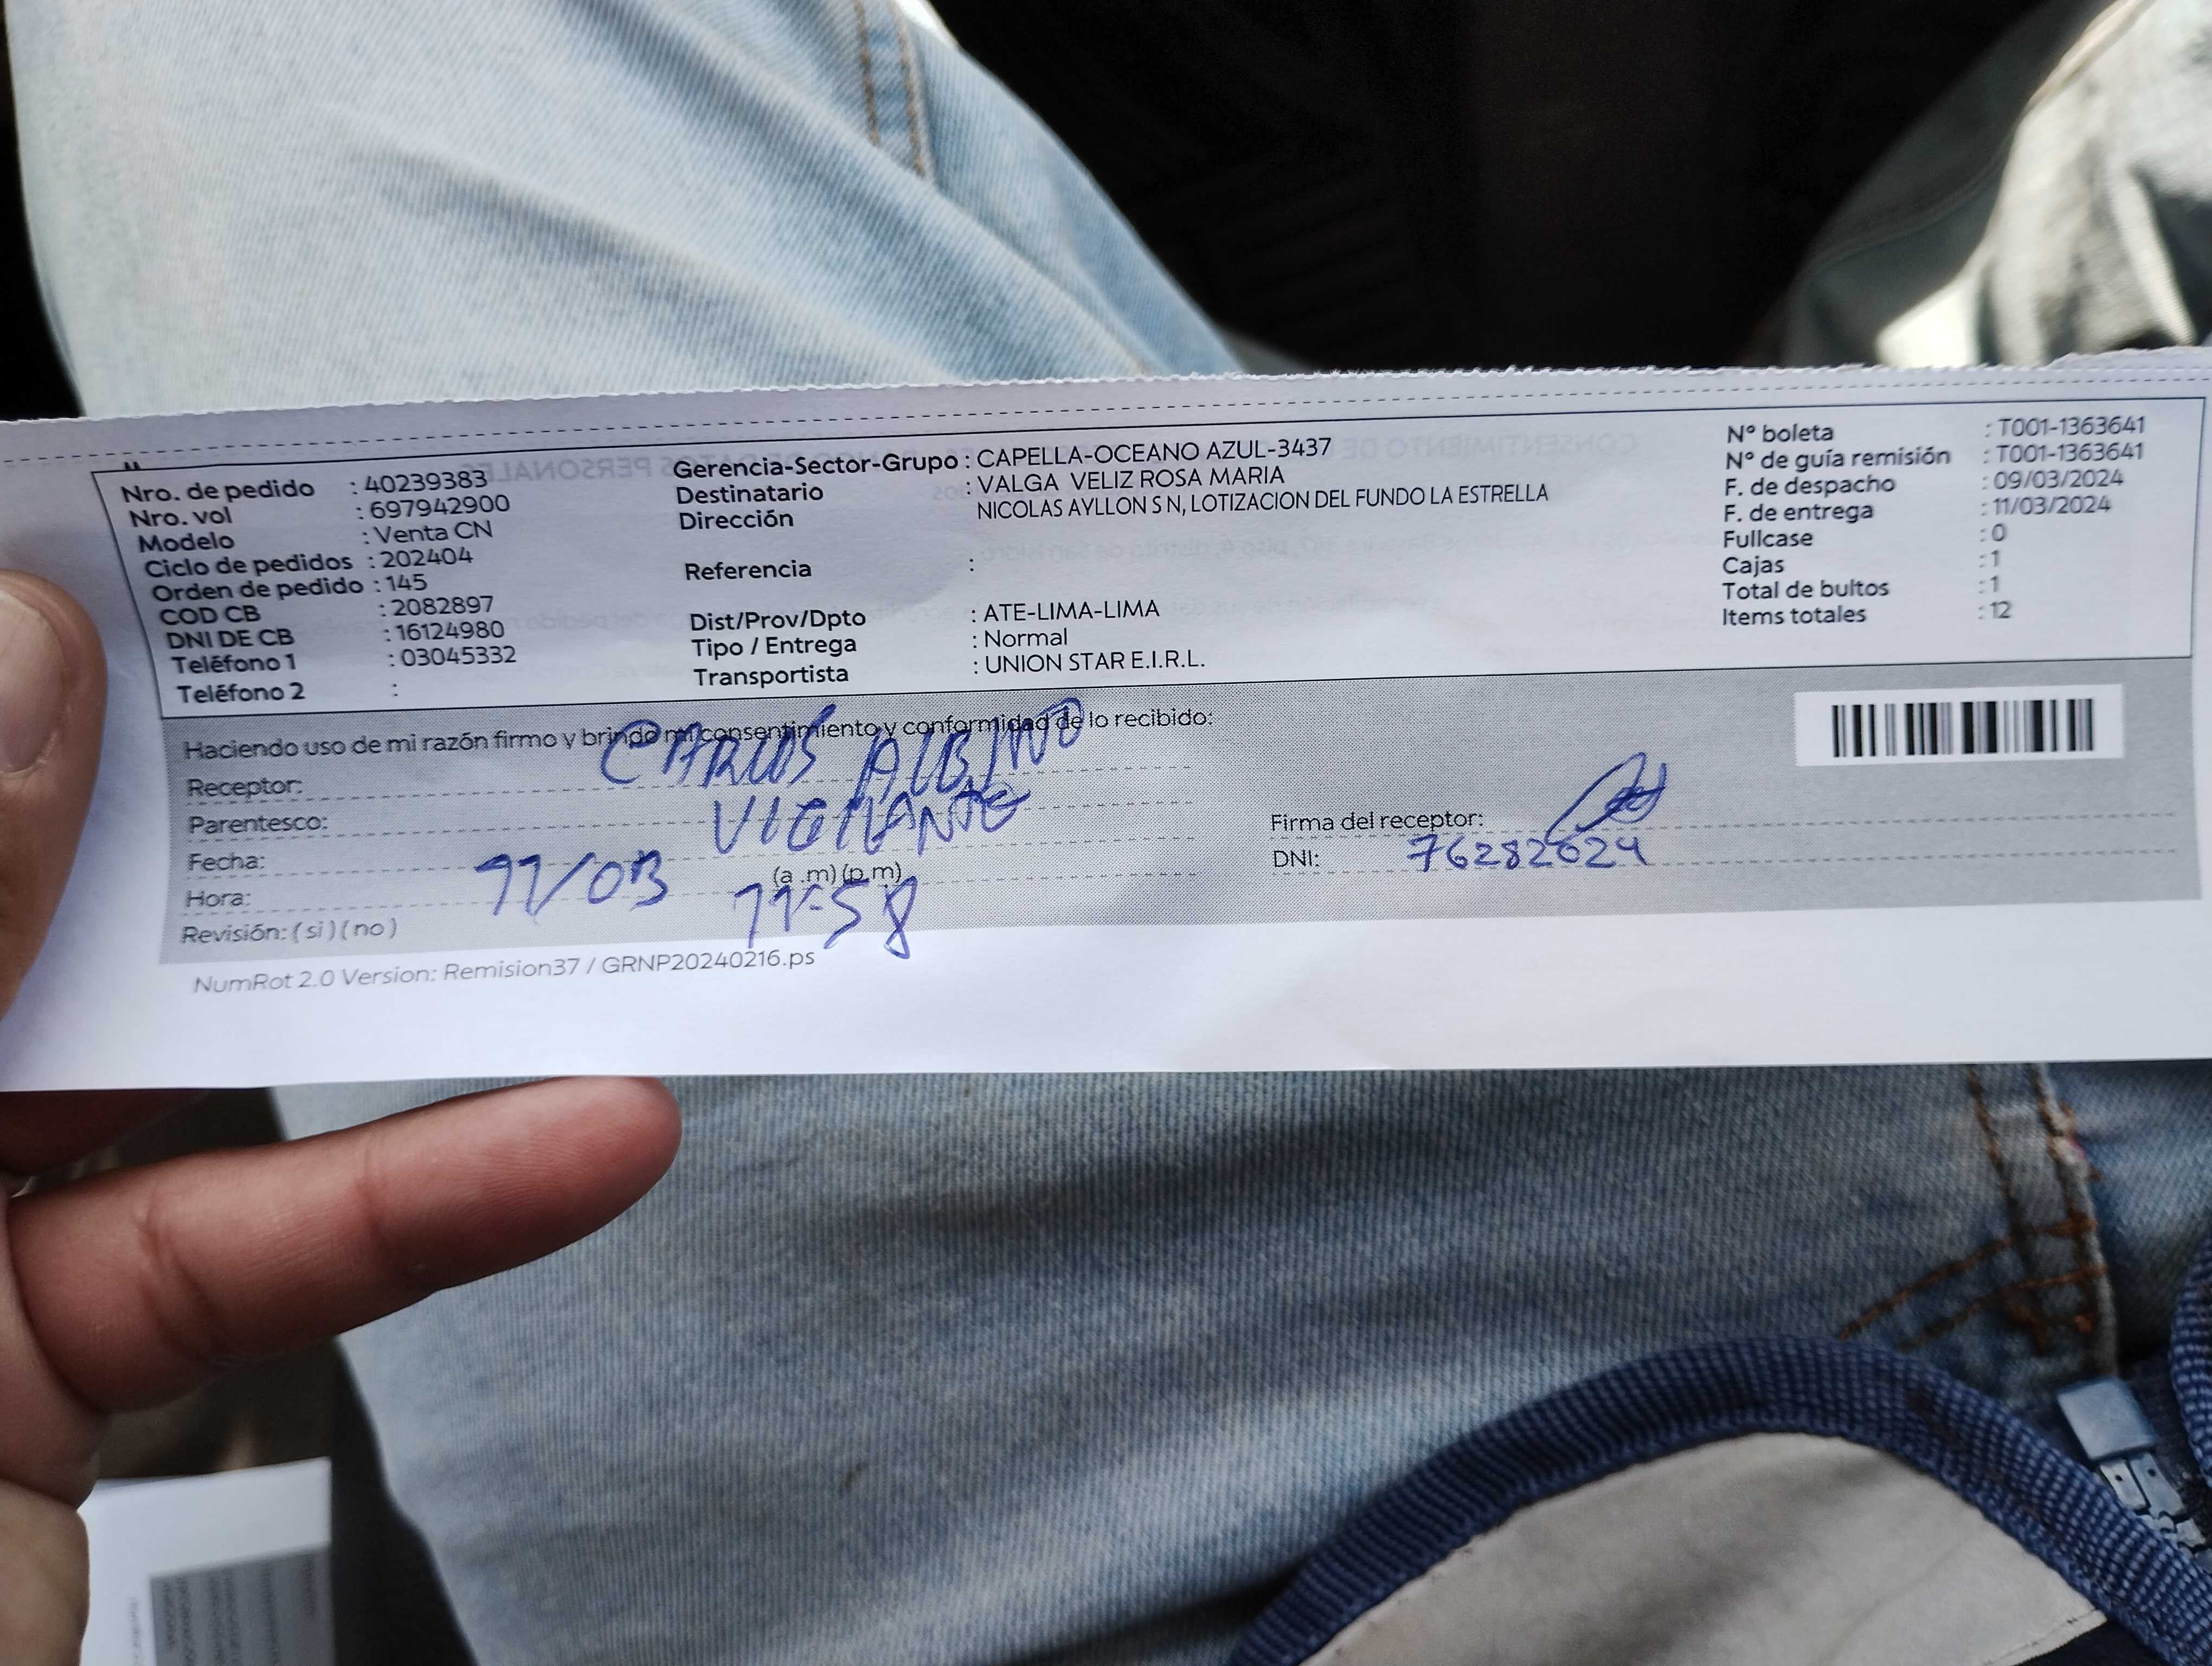 Nro. de pedido : 40239383
Nro. vol : 697942900
Modelo : Venta CN
Ciclo de pedidos : 202404
Orden de pedido : 145
COD CB : 2082897
DNI DE CB : 16124980
Teléfono 1 : 03045332
Teléfono 2 :
Gerencia-Sector-Grupo : CAPELLA-OCEANO AZUL-3437
Destinatario : VALGA VELIZ ROSA MARIA
Dirección NICOLAS AYLLON S N, LOTIZACION DEL FUNDO LA ESTRELLA
Referencia :
Dist/Prov/Dpto : ATE-LIMA-LIMA
Tipo / Entrega : Normal
Transportista : UNION STAR E.I.R.L.
N° boleta : T001-1363641
N° de guía remisión : T001-1363641
F. de despacho : 09/03/2024
F. de entrega : 11/03/2024
Fullcase : 0
Cajas : 1
Total de bultos : 1
Items totales : 12
Haciendo uso de mi razón firmo y brindo mi consentimiento y conformidad de lo recibido:
Receptor: CARLOS ALBINO
Parentesco: VIGILANTE
Fecha: 11/03
Hora: (a .m) (p.m) 11:58
Revisión: ( si ) ( no )
Firma del receptor:
DNI: 76282624
NumRot 2.0 Version: Remision37 / GRNP20240216.ps